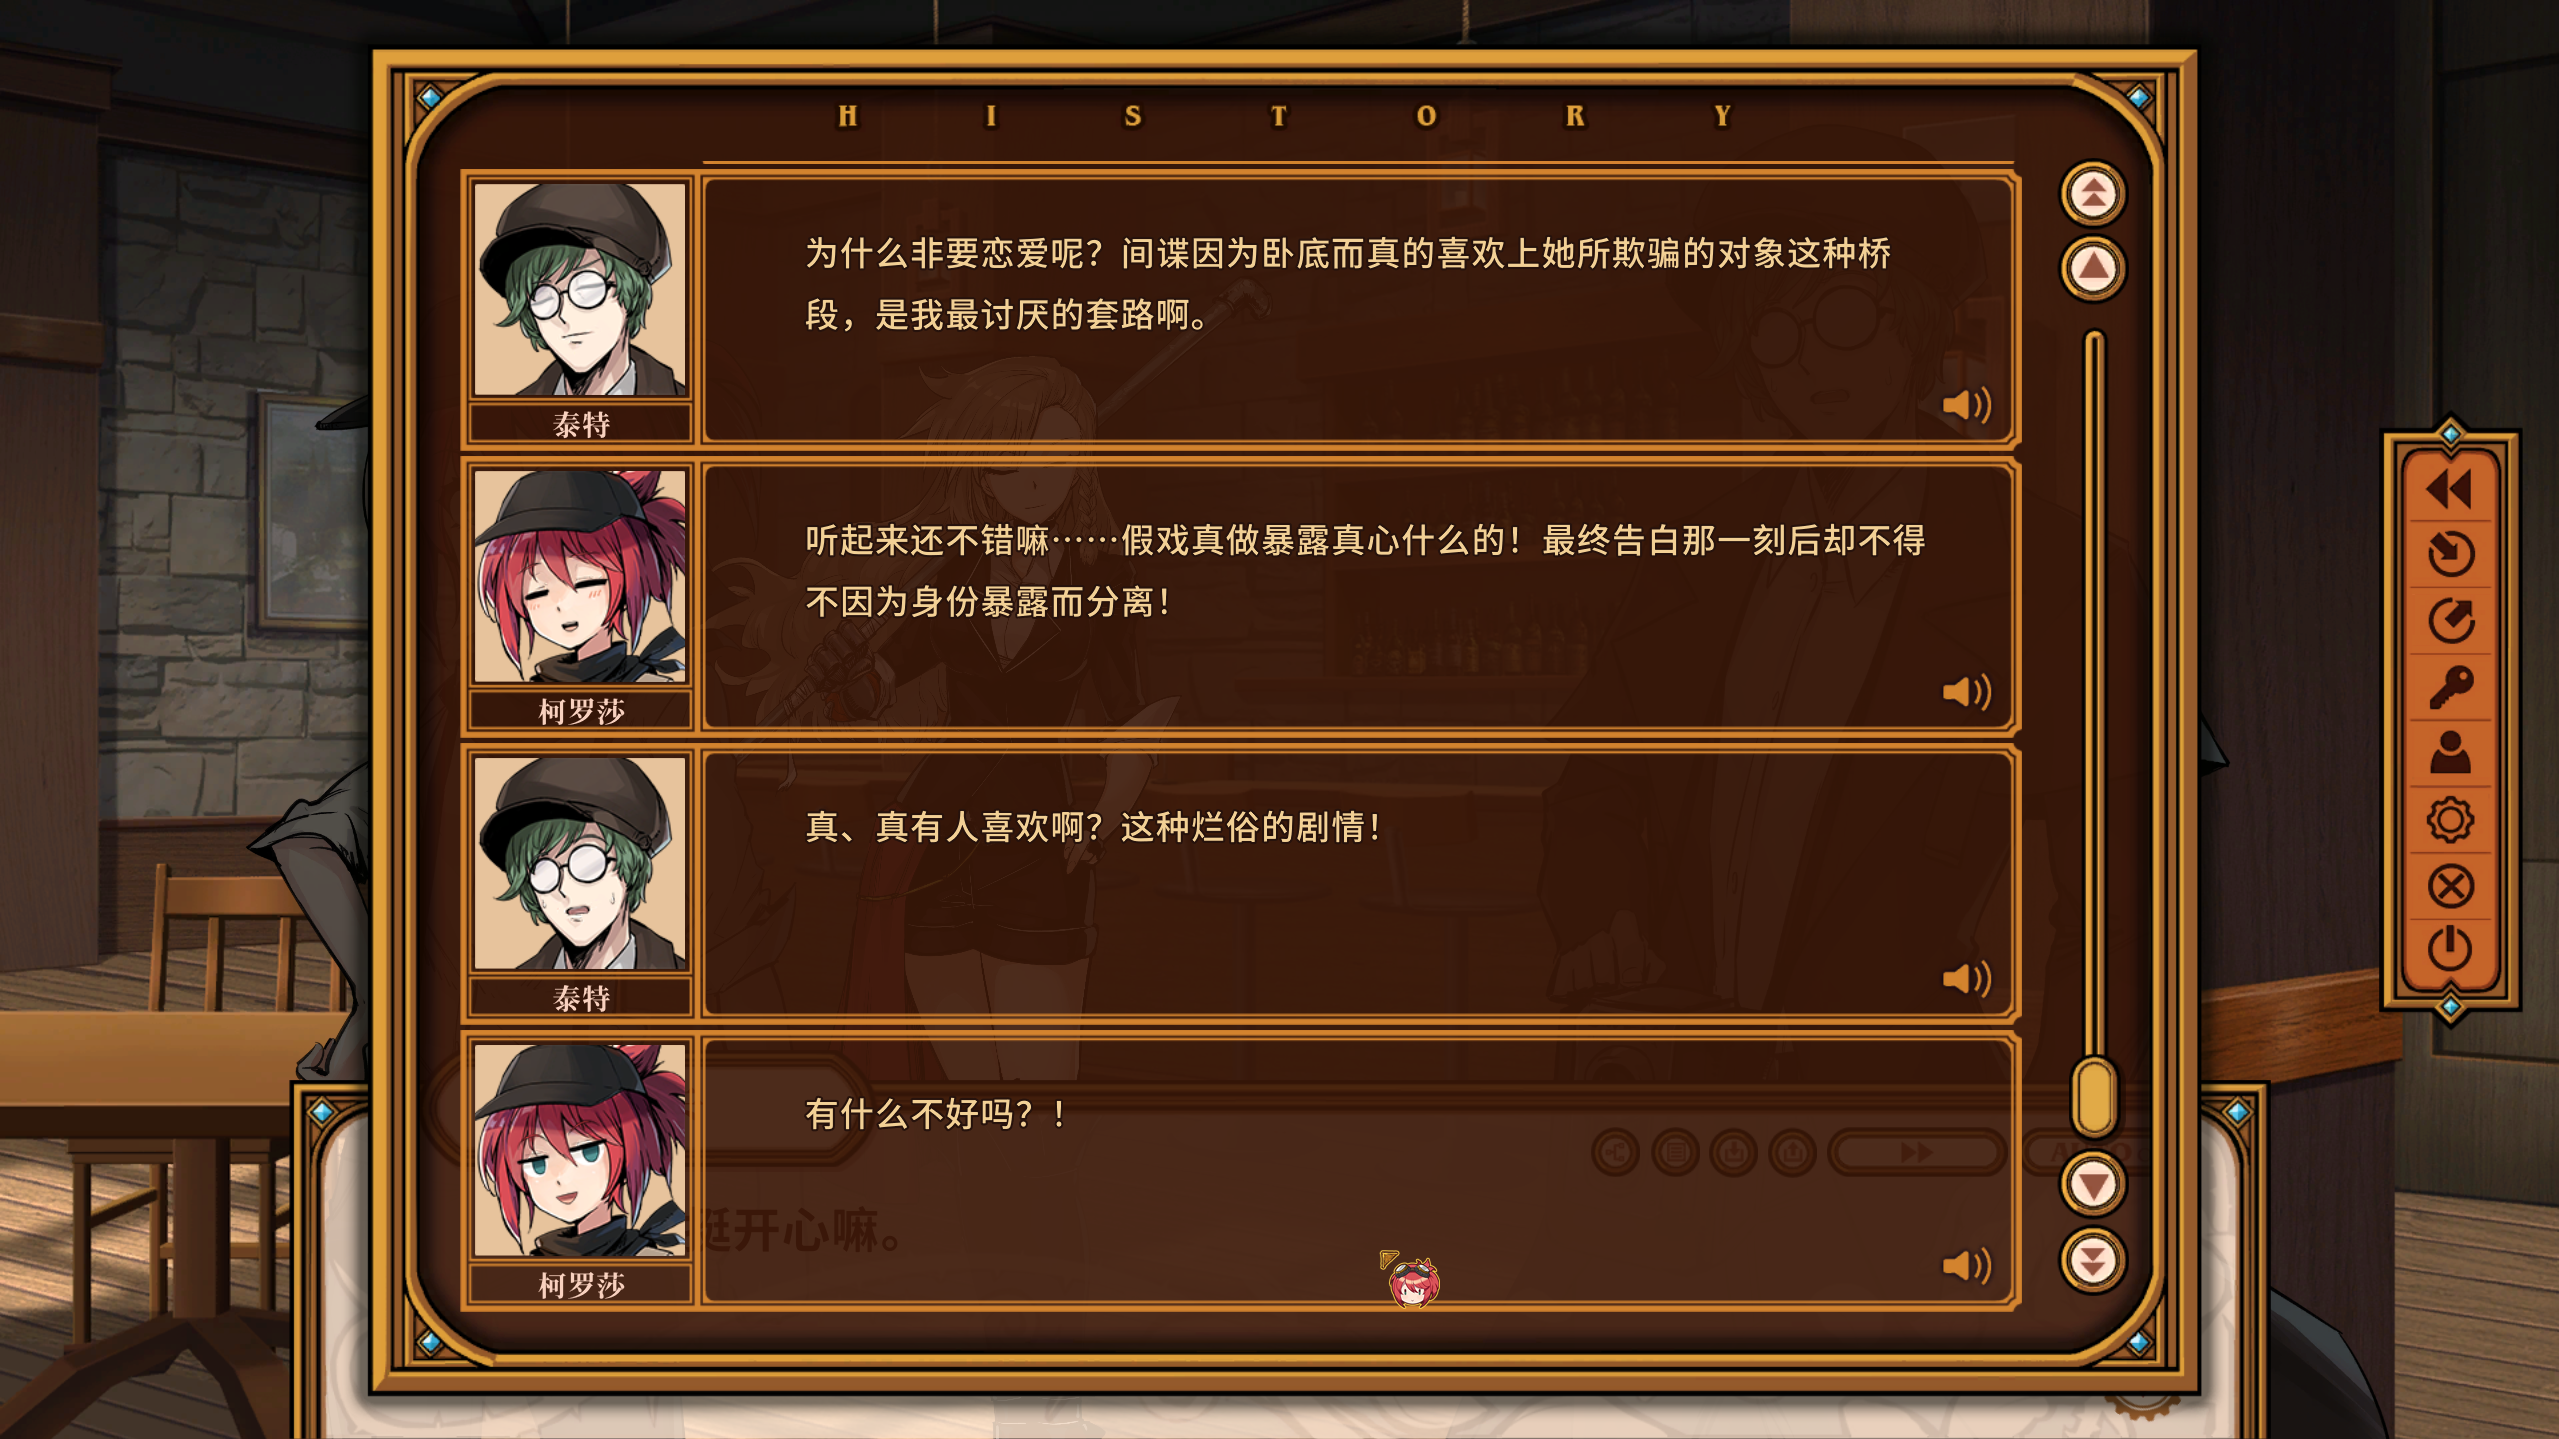 HISTORY
为什么非要恋爱呢？间谍因为卧底而真的喜欢上她所欺骗的对象这种桥
段，是我最讨厌的套路啊。
泰特
听起来还不错嘛……假戏真做暴露真心什么的！最终告白那一刻后却不得
不因为身份暴露而分离！
柯罗莎
真、真有人喜欢啊？这种烂俗的剧情！
泰特
有什么不好吗？！
挺开心嘛。
柯罗莎